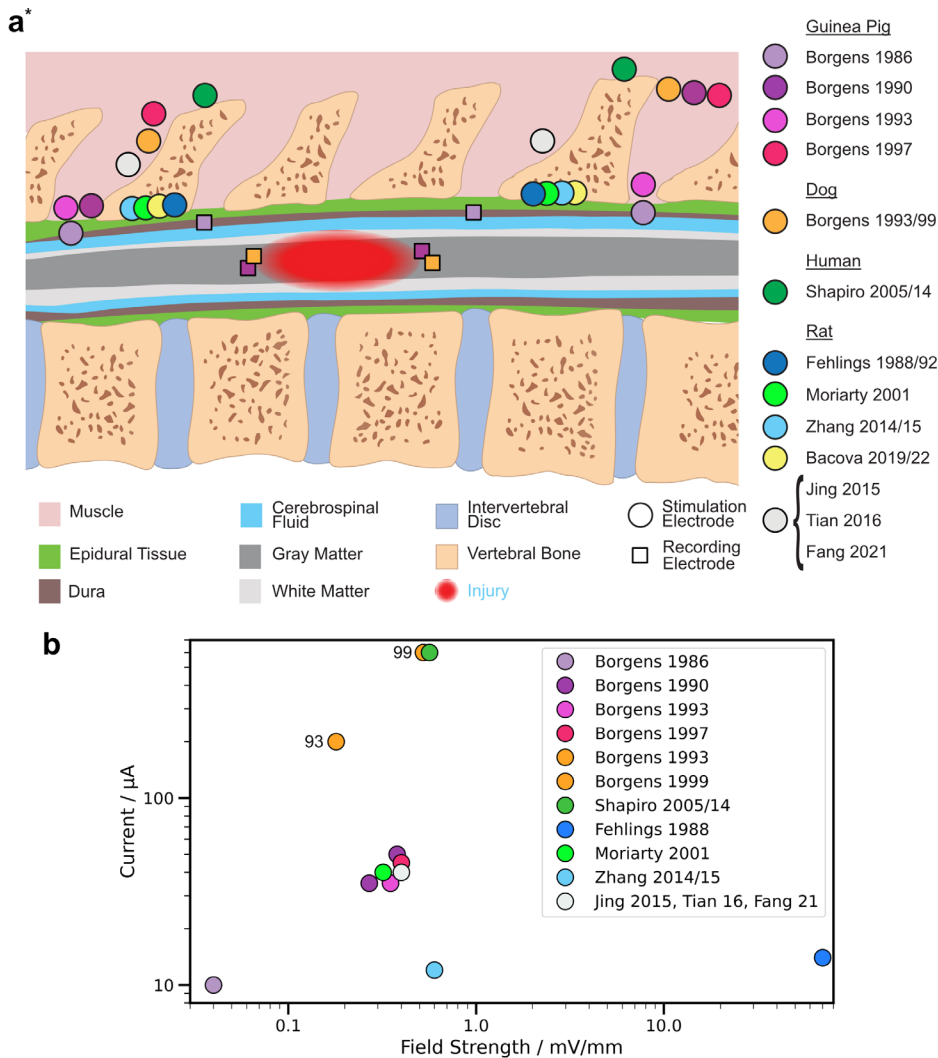 a*
Guinea Pig
Borgens 1986
Borgens 1990
Borgens 1993
Borgens 1997
Dog
Borgens 1993/99
Human
Shapiro 2005/14
Rat
Fehlings 1988/92
Moriarty 2001
Zhang 2014/15
Bacova 2019/22
Jing 2015
Tian 2016
Fang 2021
Muscle
Epidural Tissue
Dura
Cerebrospinal
Fluid
Gray Matter
White Matter
Intervertebral
Disc
Vertebral Bone
Injury
Stimulation
Electrode
Recording
Electrode
b
99
93
100
10
Current / µA
0.1
1.0
10.0
Field Strength / mV/mm
Borgens 1986
Borgens 1990
Borgens 1993
Borgens 1997
Borgens 1993
Borgens 1999
Shapiro 2005/14
Fehlings 1988
Moriarty 2001
Zhang 2014/15
Jing 2015, Tian 16, Fang 21